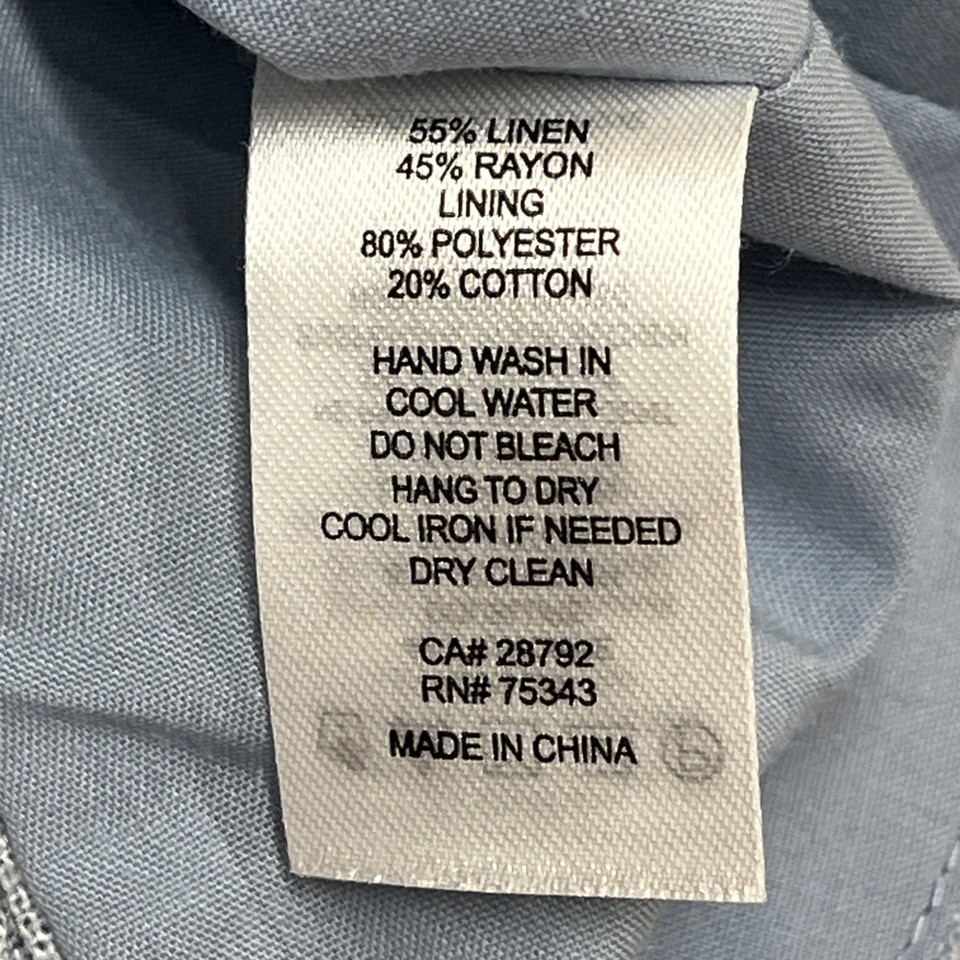 55% LINEN
45% RAYON
LINING
80% POLYESTER
20% COTTON
HAND WASH IN
COOL WATER
DO NOT BLEACH
HANG TO DRY
COOL IRON IF NEEDED
DRY CLEAN
CA# 28792
RN# 75343
MADE IN CHINA